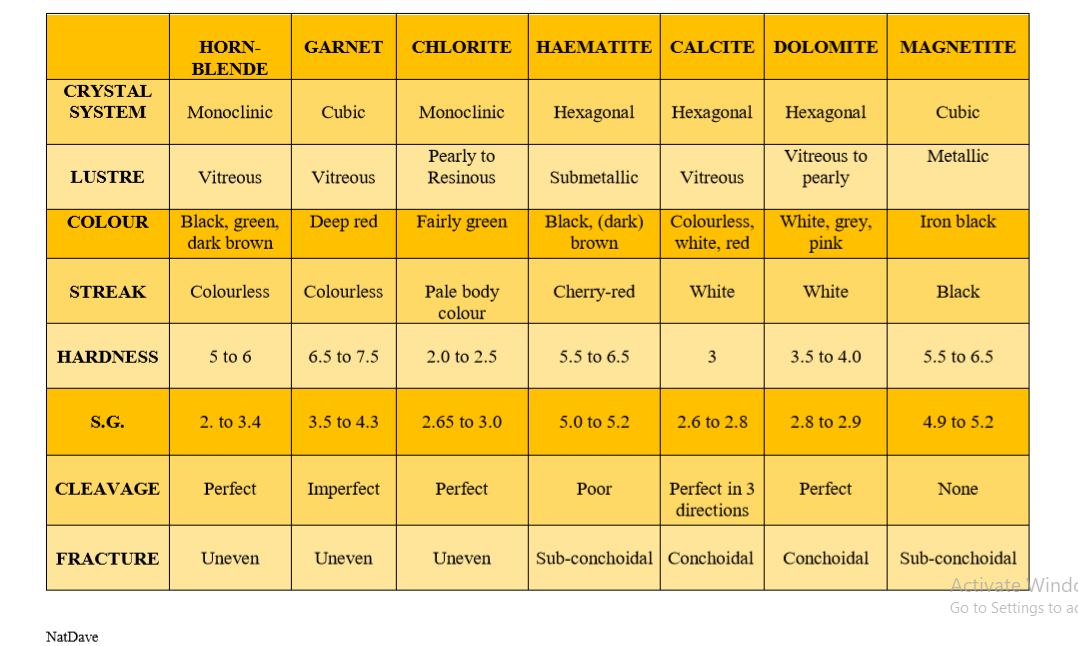 HORN- GARNET CHLORITE HAEMATITE CALCITE DOLOMITE MAGNETITE
BLENDE
CRYSTAL
SYSTEM Monoclinic Cubic Monoclinic Hexagonal Hexagonal Hexagonal Cubic
Pearly to Vitreous to Metallic
LUSTRE Vitreous Vitreous Resinous Submetallic Vitreous pearly
COLOUR Black, green, Deep red Fairly green Black, (dark) Colourless, White, grey, Iron black
dark brown brown white, red pink
STREAK Colourless Colourless Pale body Cherry-red White White Black
colour
HARDNESS 5 to 6 6.5 to 7.5 2.0 to 2.5 5.5 to 6.5 3 3.5 to 4.0 5.5 to 6.5
S.G. 2. to 3.4 3.5 to 4.3 2.65 to 3.0 5.0 to 5.2 2.6 to 2.8 2.8 to 2.9 4.9 to 5.2
CLEAVAGE Perfect Imperfect Perfect Poor Perfect in 3 Perfect None
directions
FRACTURE Uneven Uneven Uneven Sub-conchoidal Conchoidal Conchoidal Sub-conchoidal
Activate
Go to Settings to
NatDave